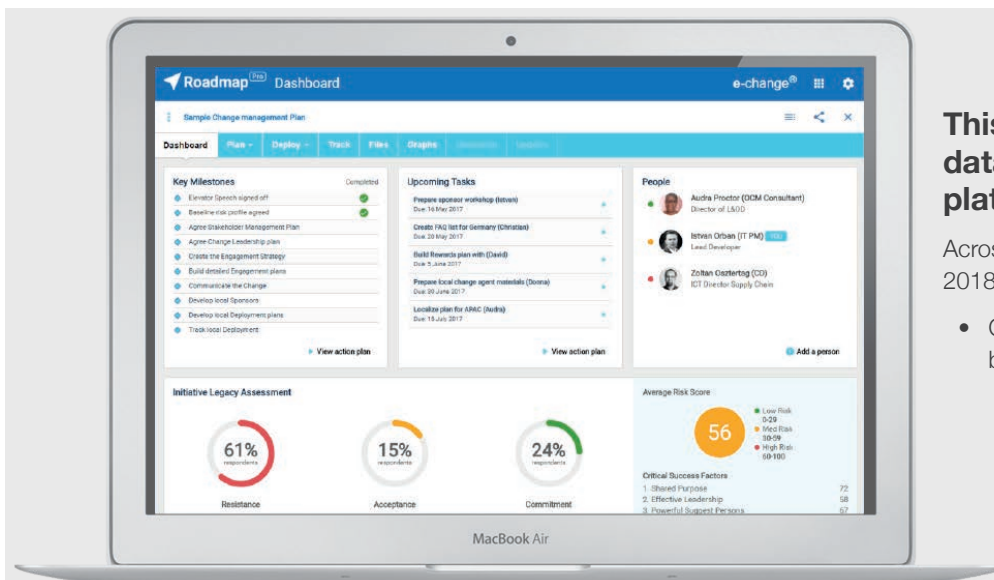 Roadmap Pro Dashboard
e-change®
Sample Change management Plan
Dashboard Plan Deploy Track Files Graphs
Key Milestones Completed
Elevator Speech signed off
Baseline risk profile agreed
Agree Stakeholder Management Plan
Agree Change Leadership plan
Create the Engagement Strategy
Build detailed Engagement plans
Communicate the Change
Develop local Sponsors
Develop local Deployment plans
Track local Deployment
View action plan
Upcoming Tasks
Prepare sponsor workshop (Istvan)
Due: 16 May 2017
Create FAQ list for Germany (Christian)
Due: 20 May 2017
Build Rewards plan with (David)
Due: 5 June 2017
Prepare local change agent materials (Donna)
Due: 30 June 2017
Localize plan for APAC (Audra)
Due: 15 July 2017
View action plan
People
Audra Proctor (OCM Consultant)
Director of L&OD
Istvan Orban (IT PM)
Lead Developer
Zoltan Osztertag (CO)
ICT Director Supply Chain
Add a person
Initiative Legacy Assessment
61%
respondents
Resistance
15%
respondents
Acceptance
24%
respondents
Commitment
Average Risk Score
56
Low Risk
0-29
Med Risk
30-59
High Risk
60-100
Critical Success Factors
1. Shared Purpose 72
2. Effective Leadership 58
3. Powerful Suggest Persons 67
MacBook Air
This
data
plat
Acros
2018
• C
b